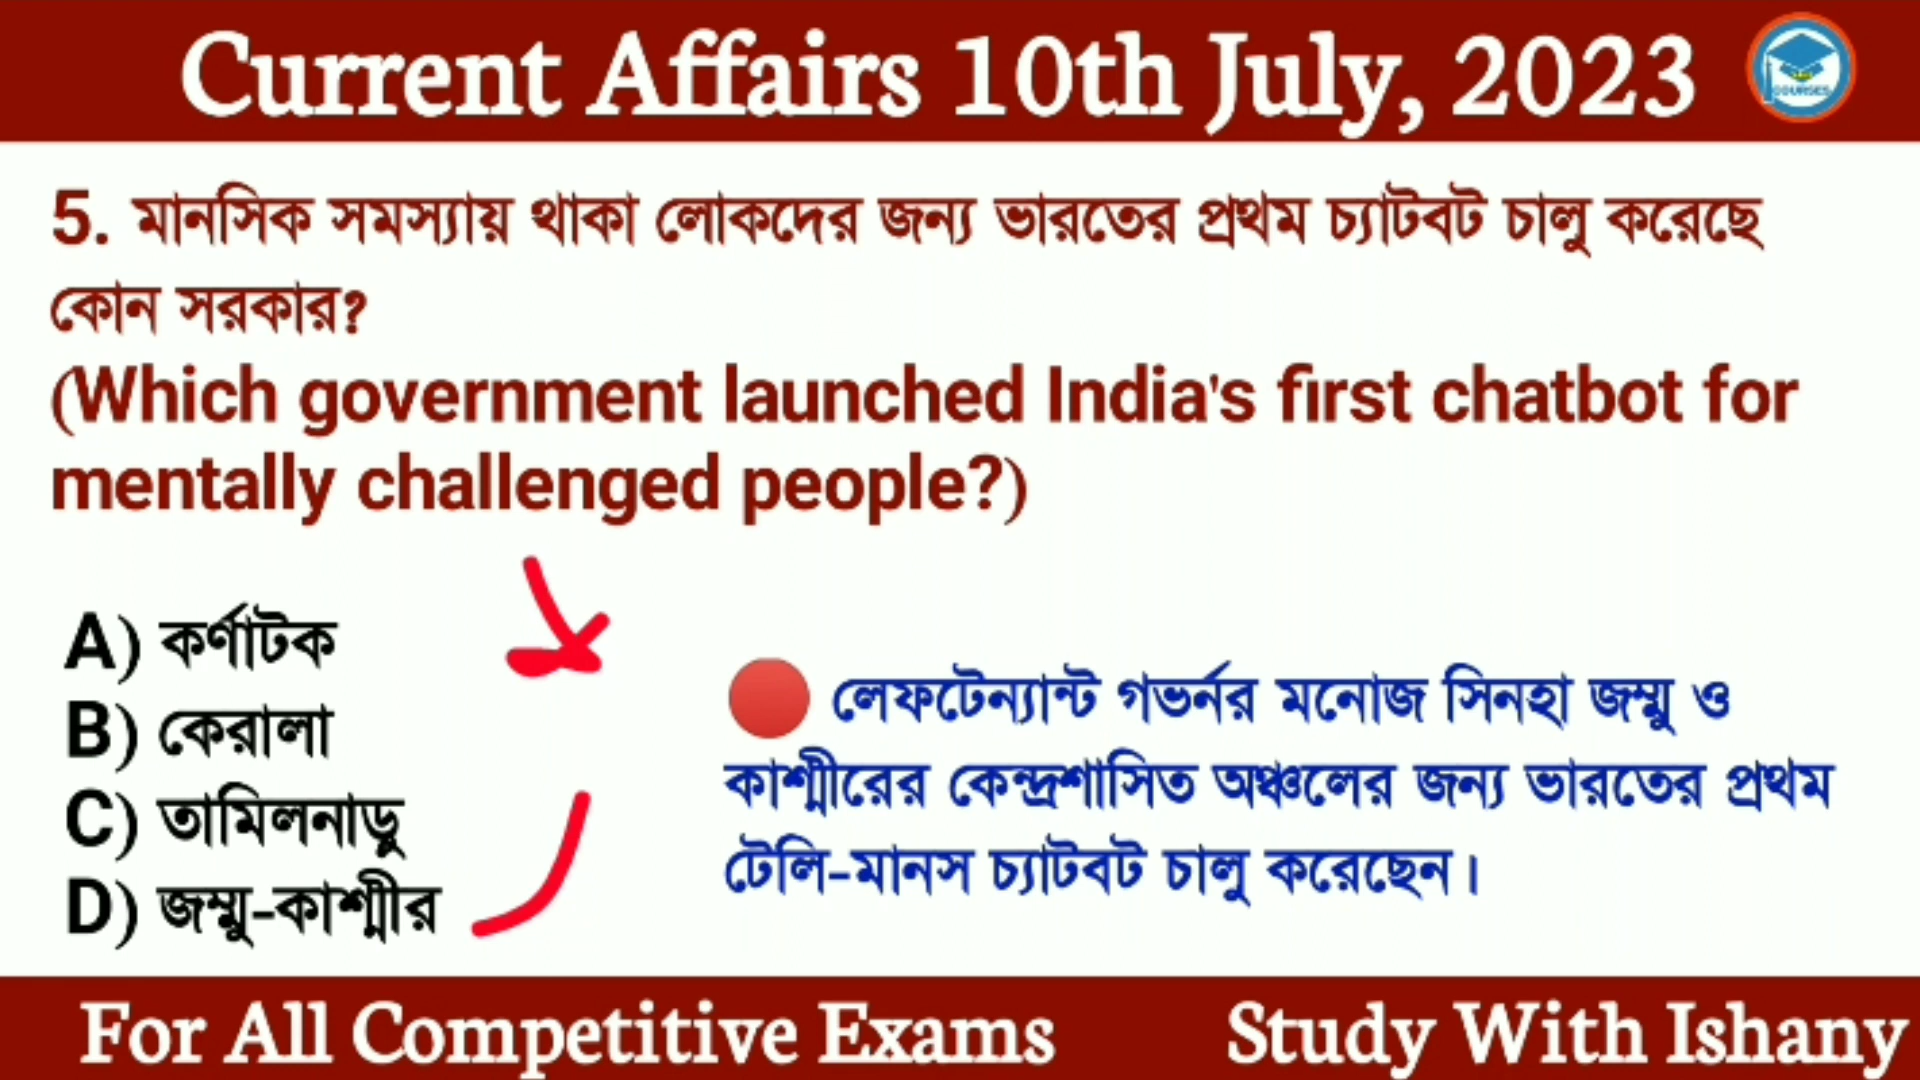 Current Affairs 10th July, 2023
COURSES
5. মানসিক সমস্যায় থাকা লোকদের জন্য ভারতের প্রথম চ্যাটবট চালু করেছে
কোন সরকার?
(Which government launched India's first chatbot for
mentally challenged people?)
A) কর্ণাটক
B) কেরালা
C) তামিলনাড়ু
D) জম্মু-কাশ্মীর
লেফটেন্যান্ট গভর্নর মনোজ সিনহা জম্মু ও
কাশ্মীরের কেন্দ্রশাসিত অঞ্চলের জন্য ভারতের প্রথম
টেলি-মানস চ্যাটবট চালু করেছেন।
For All Competitive Exams
Study With Ishany